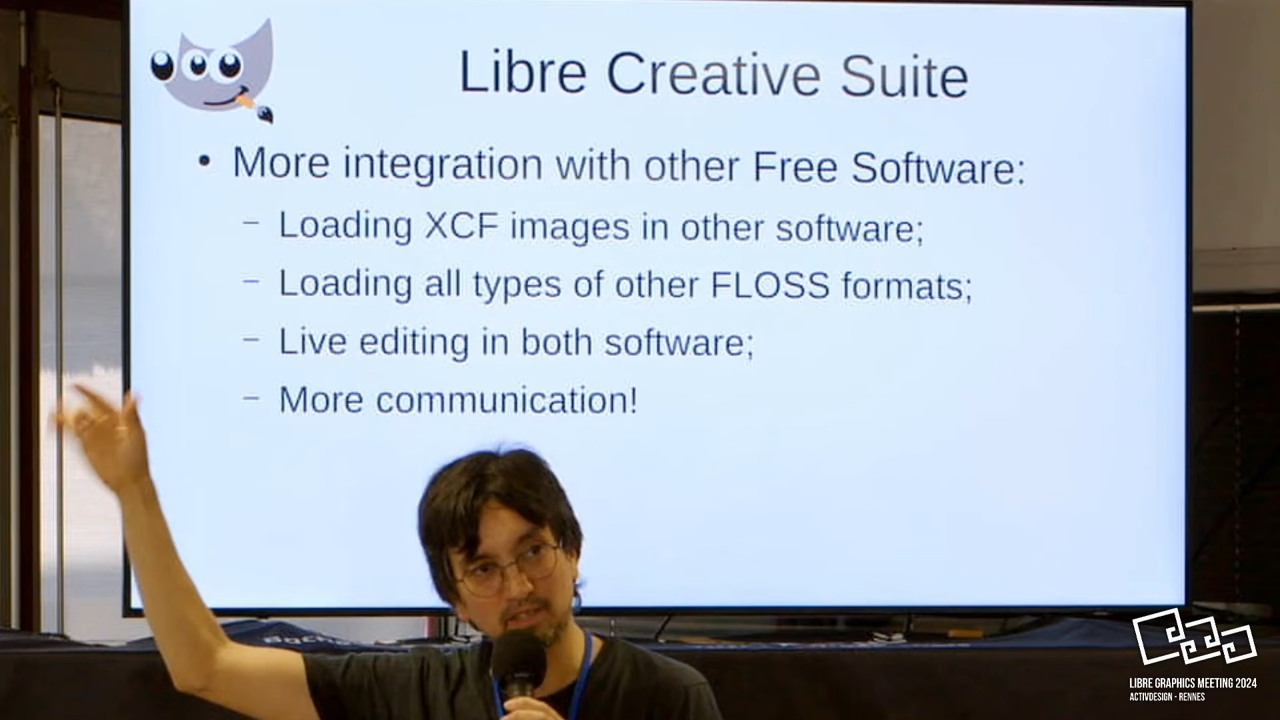 Libre Creative Suite
• More integration with other Free Software:
– Loading XCF images in other software;
– Loading all types of other FLOSS formats;
– Live editing in both software;
– More communication!
LIBRE GRAPHICS MEETING 2024
ACTIVDESIGN - RENNES